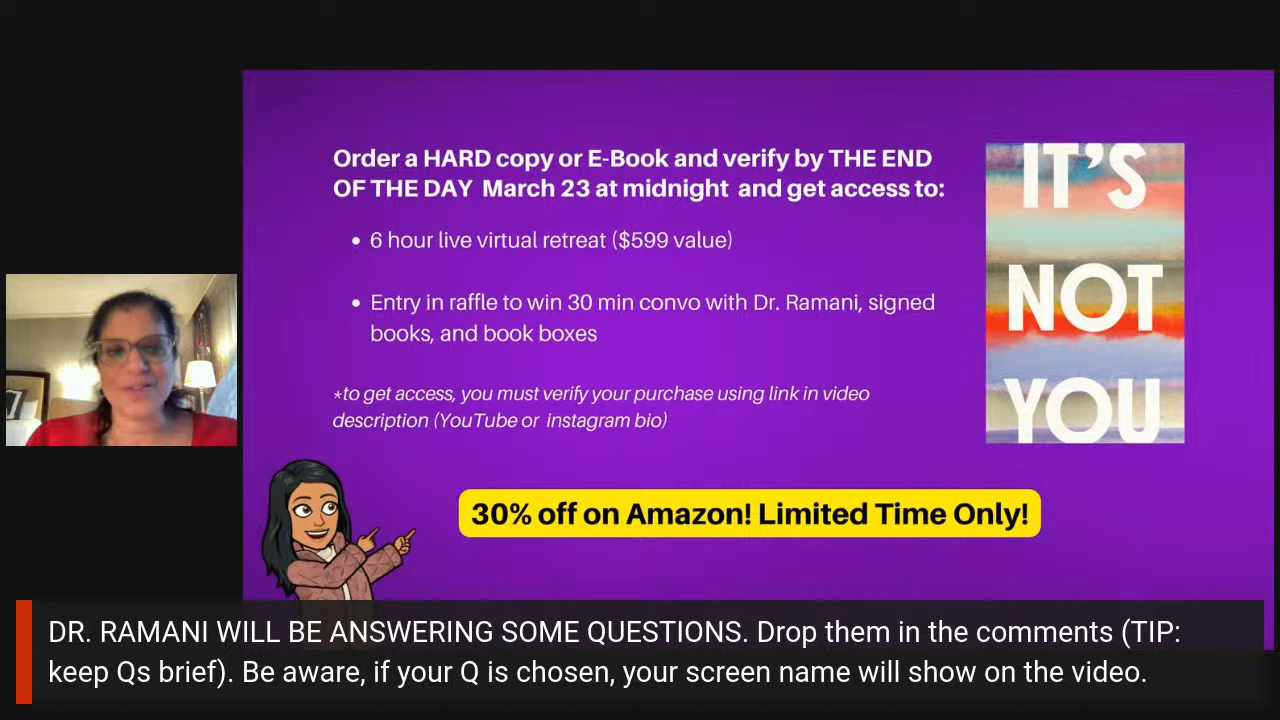 Order a HARD copy or E-Book and verify by THE END
OF THE DAY March 23 at midnight and get access to:
• 6 hour live virtual retreat ($599 value)
• Entry in raffle to win 30 min convo with Dr. Ramani, signed
books, and book boxes
*to get access, you must verify your purchase using link in video
description (YouTube or instagram bio)
IT'S
NOT
YOU
30% off on Amazon! Limited Time Only!
DR. RAMANI WILL BE ANSWERING SOME QUESTIONS. Drop them in the comments (TIP:
keep Qs brief). Be aware, if your Q is chosen, your screen name will show on the video.